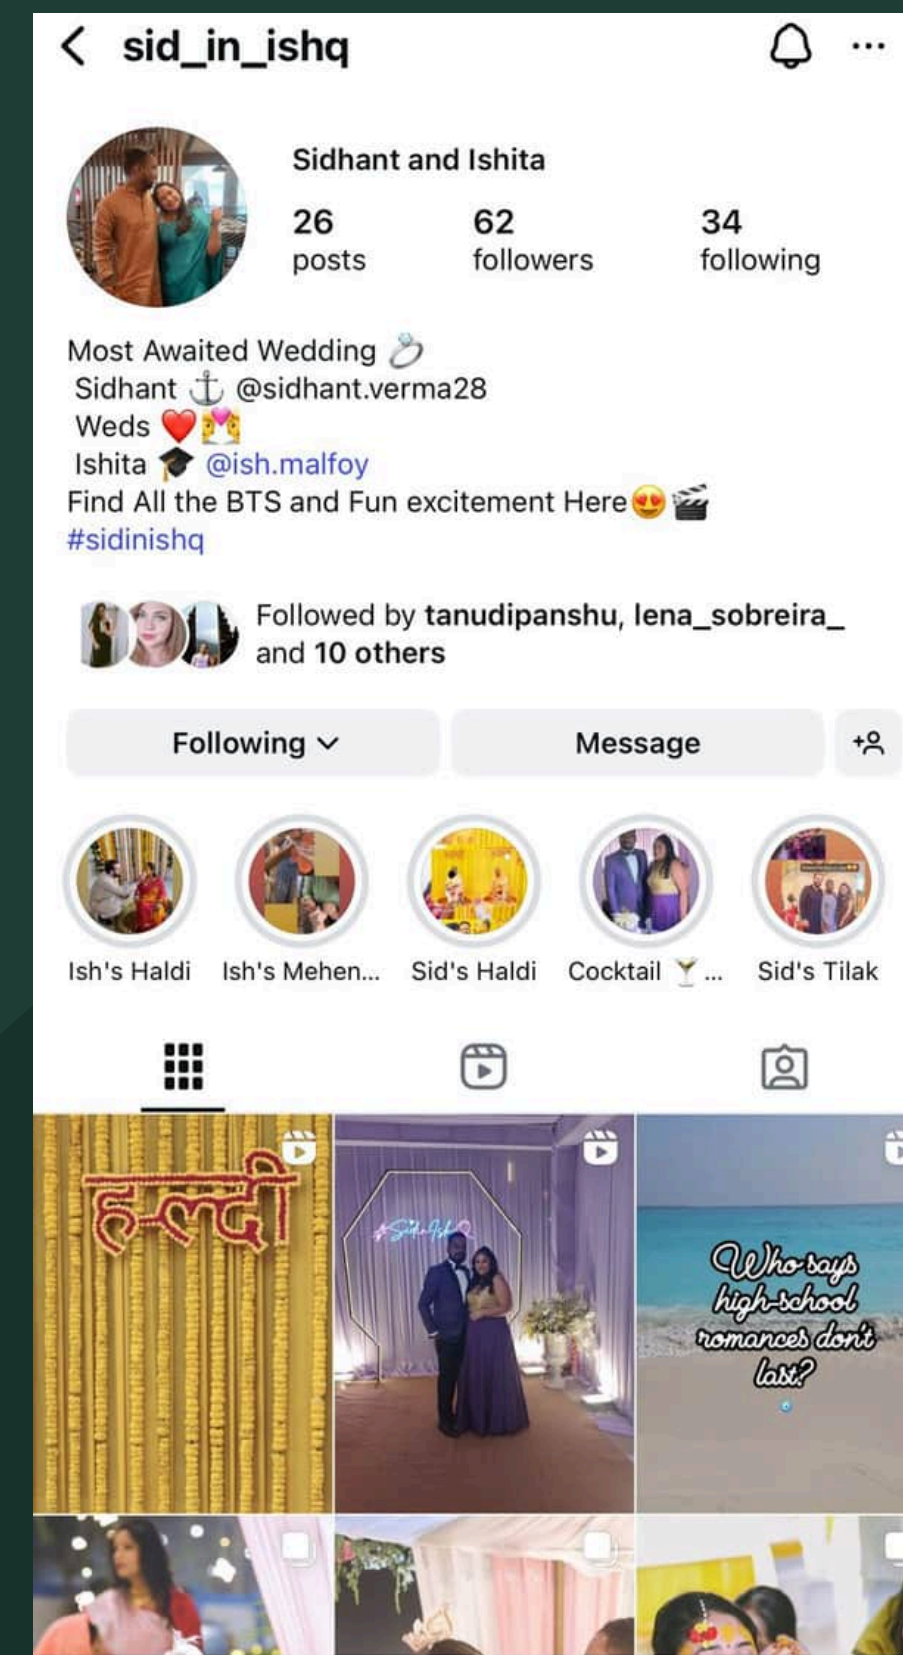 sid_in_ishq
Sidhant and Ishita
26
posts
62
followers
34
following
Most Awaited Wedding 💍
Sidhant ⚓ @sidhant.verma28
Weds ❤️💏
Ishita 🎓 @ish.malfoy
Find All the BTS and Fun excitement Here😍🎬
#sidinishq
Followed by tanudipanshu, lena_sobreira_
and 10 others
Following
Message
Ish's Haldi
Ish's Mehen...
Sid's Haldi
Cocktail 🍸 ...
Sid's Tilak
हल्दी
Who says
high-school
romances don't
last?